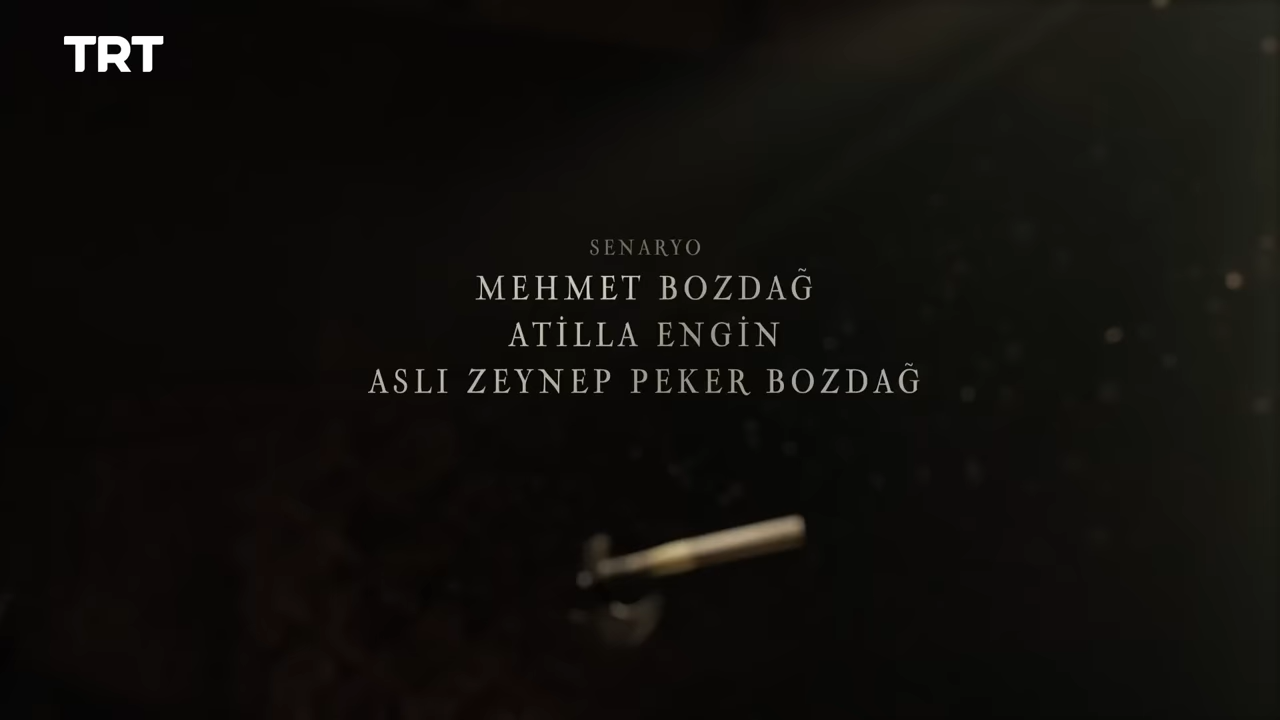 TRT
SENARYO
MEHMET BOZDAĞ
ATİLLA ENGİN
ASLI ZEYNEP PEKER BOZDAĞ